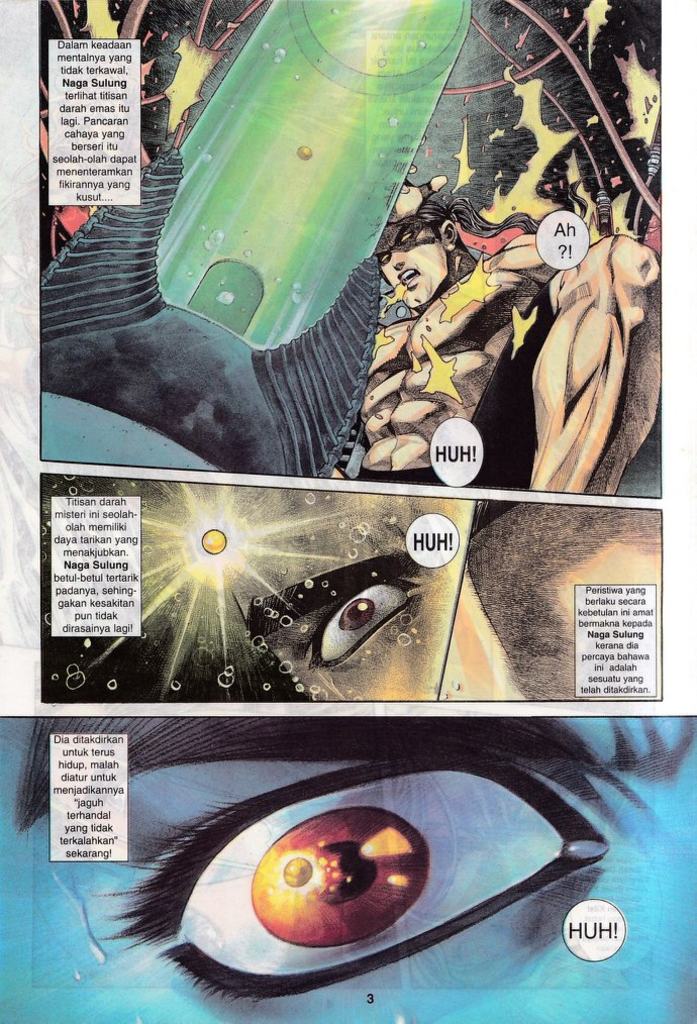 Dalam keadaan
mentalnya yang
tidak terkawal,
Naga Sulung
terlihat titisan
darah emas itu
lagi. Pancaran
cahaya yang
berseri itu
seolah-olah dapat
menenteramkan
fikirannya yang
kusut....
Ah
?!
HUH!
Titisan darah
misteri ini seolah-
olah memiliki
daya tarikan yang
menakjubkan.
Naga Sulung
betul-betul tertarik
padanya, sehing-
gakan kesakitan
pun tidak
dirasainya lagi!
HUH!
Peristiwa yang
berlaku secara
kebetulan ini amat
bermakna kepada
Naga Sulung
kerana dia
percaya bahawa
ini adalah
sesuatu yang
telah ditakdirkan.
Dia ditakdirkan
untuk terus
hidup, malah
diatur untuk
menjadikannya
"jaguh
terhandal
yang tidak
terkalahkan"
sekarang!
HUH!
3